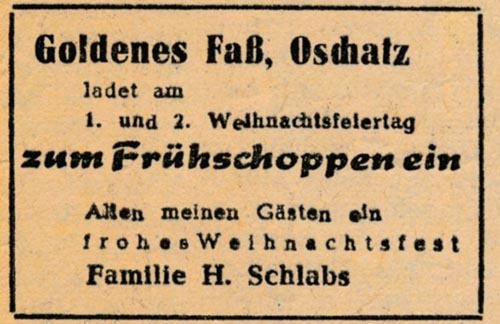 Goldenes Faß, Oschatz
ladet am
1. und 2. Weihnachtsfeiertag
zum Frühschoppen ein
Allen meinen Gästen ein
frohes Weihnachtsfest
Familie H. Schlabs